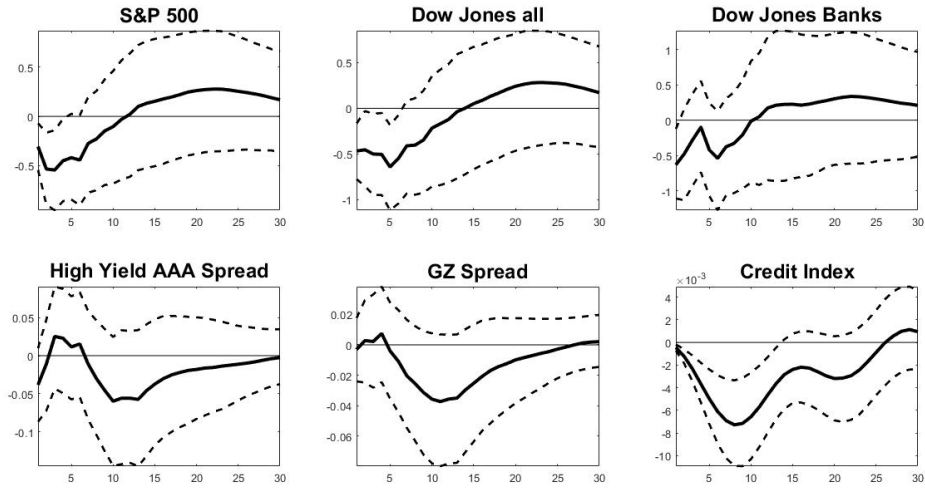 S&P 500
0.5
0
-0.5
5 10 15 20 25 30
Dow Jones all
0.5
0
-0.5
-1
5 10 15 20 25 30
Dow Jones Banks
1
0.5
0
-0.5
-1
5 10 15 20 25 30
High Yield AAA Spread
0.05
0
-0.05
-0.1
5 10 15 20 25 30
GZ Spread
0.02
0
-0.02
-0.04
-0.06
5 10 15 20 25 30
Credit Index
×10⁻³
4
2
0
-2
-4
-6
-8
-10
5 10 15 20 25 30